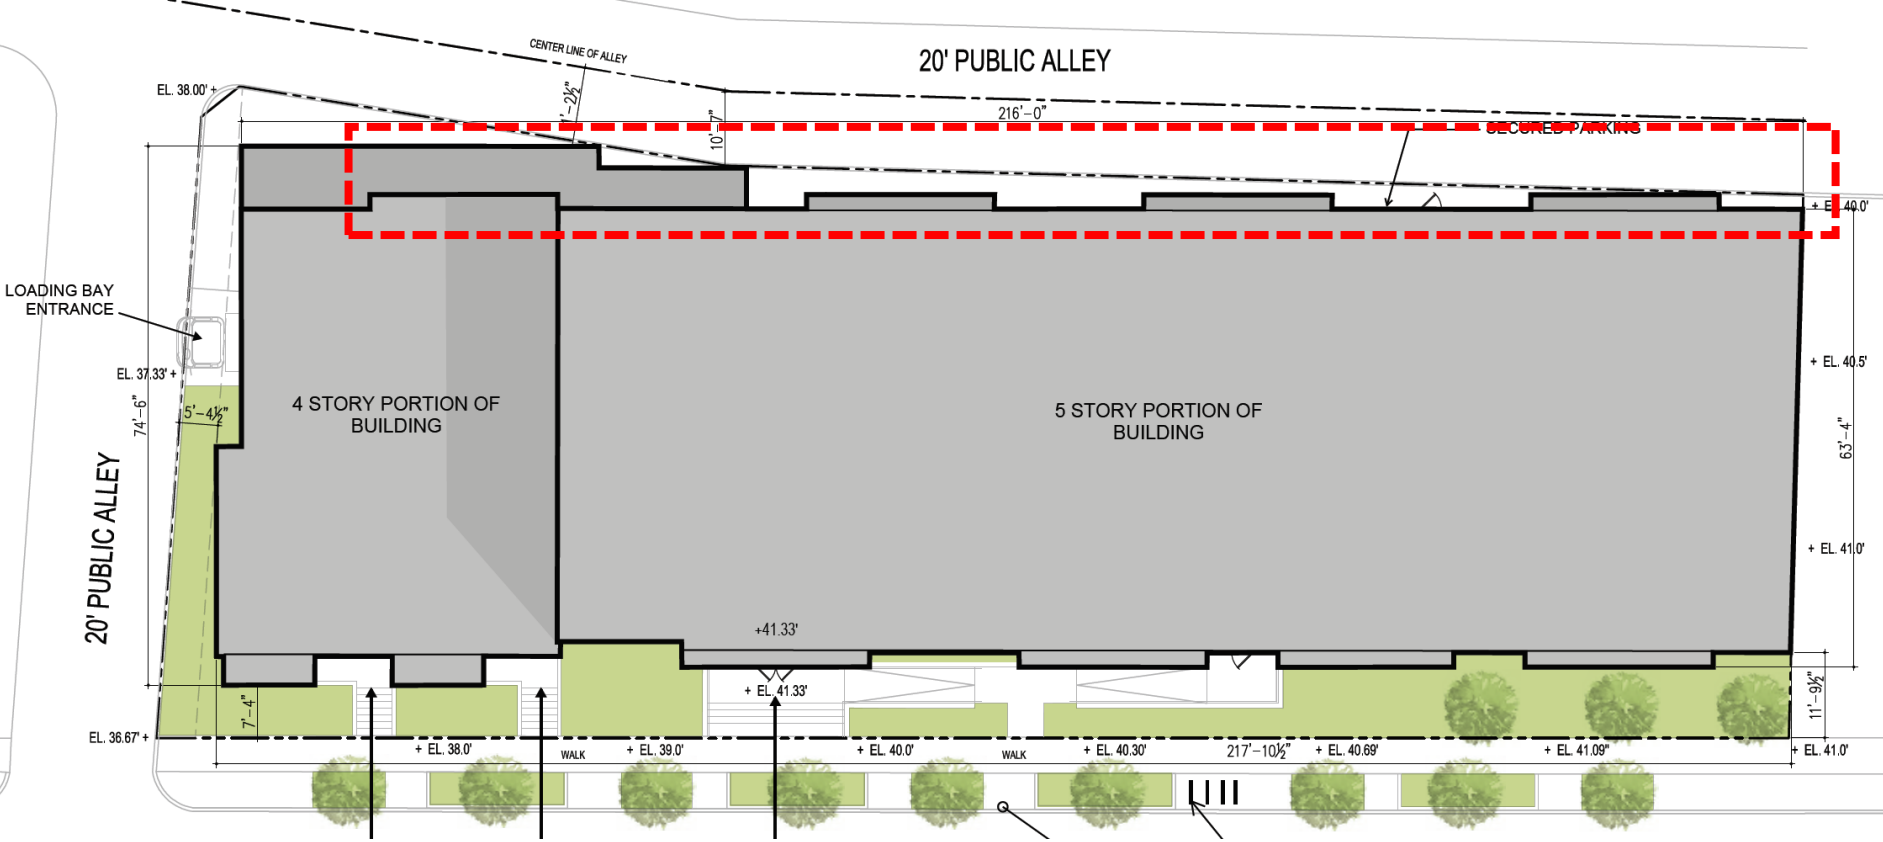 CENTER LINE OF ALLEY
20' PUBLIC ALLEY
EL. 38.00' +
10'-7"
216'-0"
SECURED PARKING
+ EL. 40.0'
LOADING BAY
ENTRANCE
EL. 37.33' +
74'-6"
5'-4½"
4 STORY PORTION OF
BUILDING
5 STORY PORTION OF
BUILDING
+ EL. 40.5'
63'-4"
20' PUBLIC ALLEY
+ EL. 41.0'
+41.33'
+ EL. 41.33'
7'-4"
11'-9½"
EL. 36.67' +
+ EL. 38.0'
WALK
+ EL. 39.0'
+ EL. 40.0'
WALK
+ EL. 40.30'
217'-10½"
+ EL. 40.69'
+ EL. 41.09"
+ EL. 41.0'